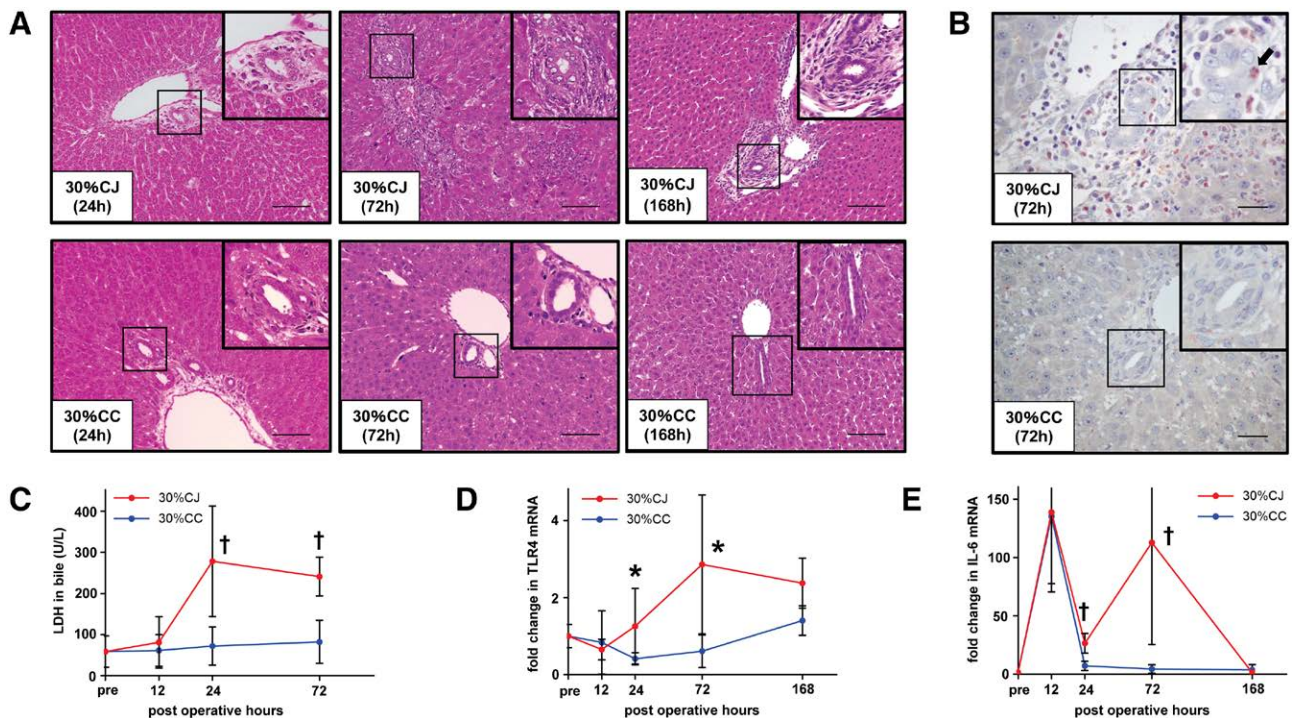 A
30%CJ
(24h)
30%CJ
(72h)
30%CJ
(168h)
30%CC
(24h)
30%CC
(72h)
30%CC
(168h)
B
30%CJ
(72h)
30%CC
(72h)
C
30%CJ
30%CC
LDH in bile (U/L)
400
300
200
100
0
†
†
pre
12
24
72
post operative hours
D
30%CJ
30%CC
fold change in TLR4 mRNA
4
2
0
*
*
pre
12
24
72
168
post operative hours
E
30%CJ
30%CC
fold change in IL-6 mRNA
150
100
50
0
†
†
pre
12
24
72
168
post operative hours